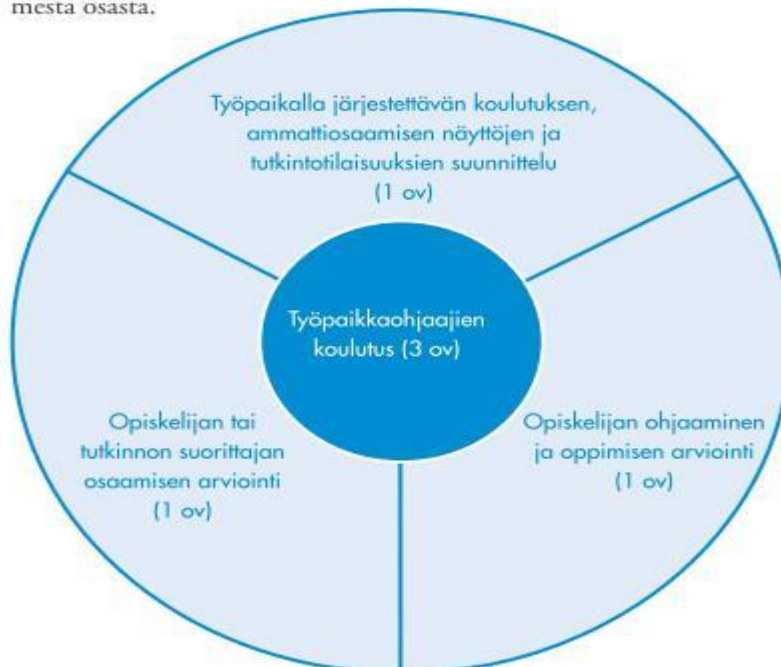 mesta osasta.
Työpaikalla järjestettävän koulutuksen,
ammattiosaamisen näyttöjen ja
tutkintotilaisuuksien suunnittelu
(1 ov)
Työpaikkaohjaajien
koulutus (3 ov)
Opiskelijan tai
tutkinnon suorittajan
osaamisen arviointi
(1 ov)
Opiskelijan ohjaaminen
ja oppimisen arviointi
(1 ov)